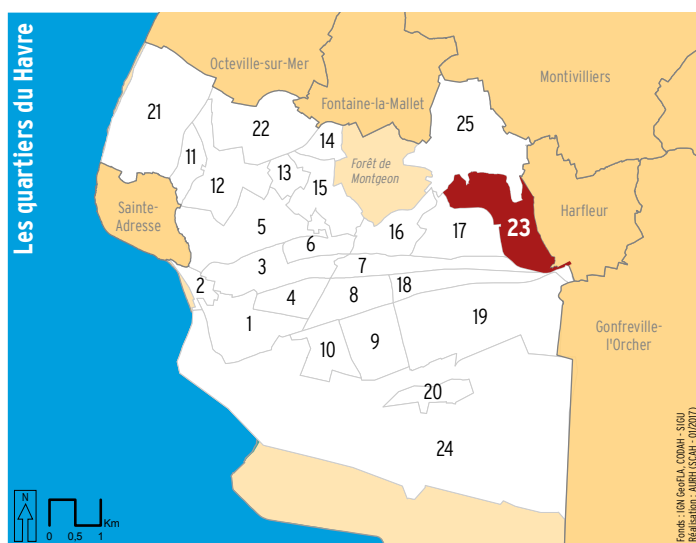 Les quartiers du Havre
Octeville-sur-Mer
Montivilliers
Fontaine-la-Mallet
21
25
22
14
11
Forêt de
Montgeon
13
12
15
Sainte-
Adresse
Harfleur
5
16
17
23
6
3
7
2
18
4
8
1
19
Gonfreville-
l'Orcher
10
9
20
24
N
Km
0 0,5 1
Fonds : IGN GeoFLA, CODAH - SIGU
Réalisation : AURH (SCAH - 01/2017)